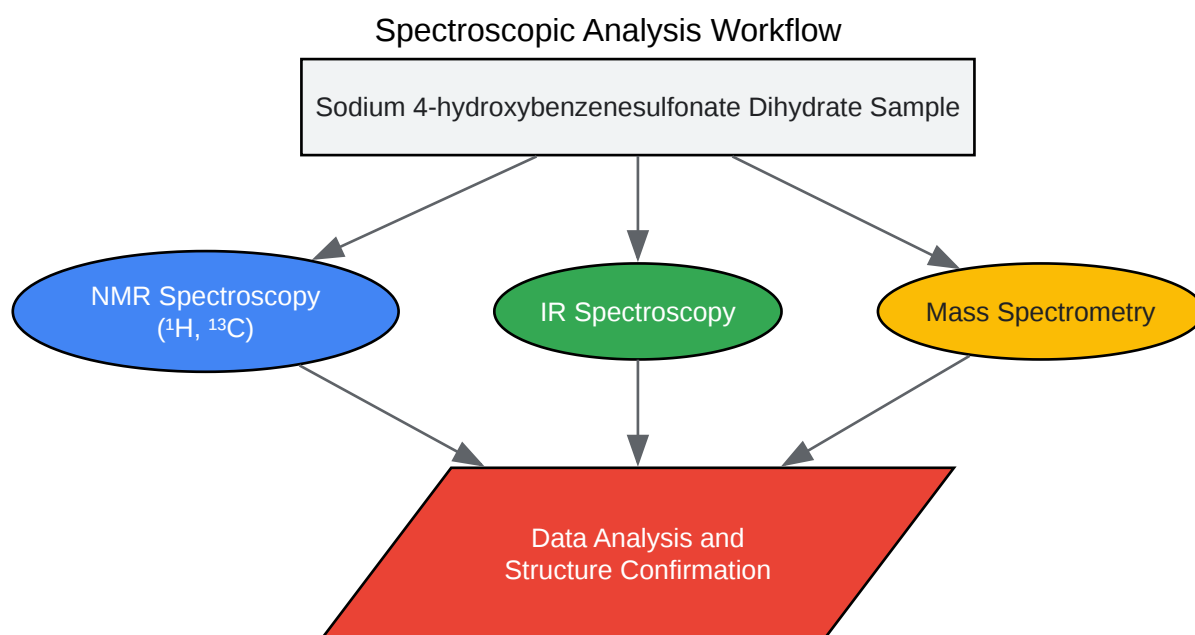 Spectroscopic Analysis Workflow
Sodium 4-hydroxybenzenesulfonate Dihydrate Sample
NMR Spectroscopy
(¹H, ¹³C)
IR Spectroscopy
Mass Spectrometry
Data Analysis and
Structure Confirmation